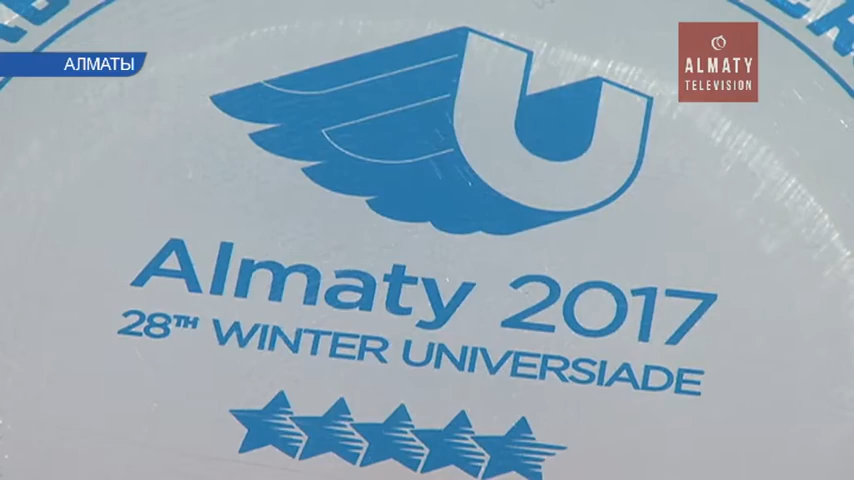 АЛМАТЫ
ALMATY
TELEVISION
U
Almaty 2017
28TH WINTER UNIVERSIADE